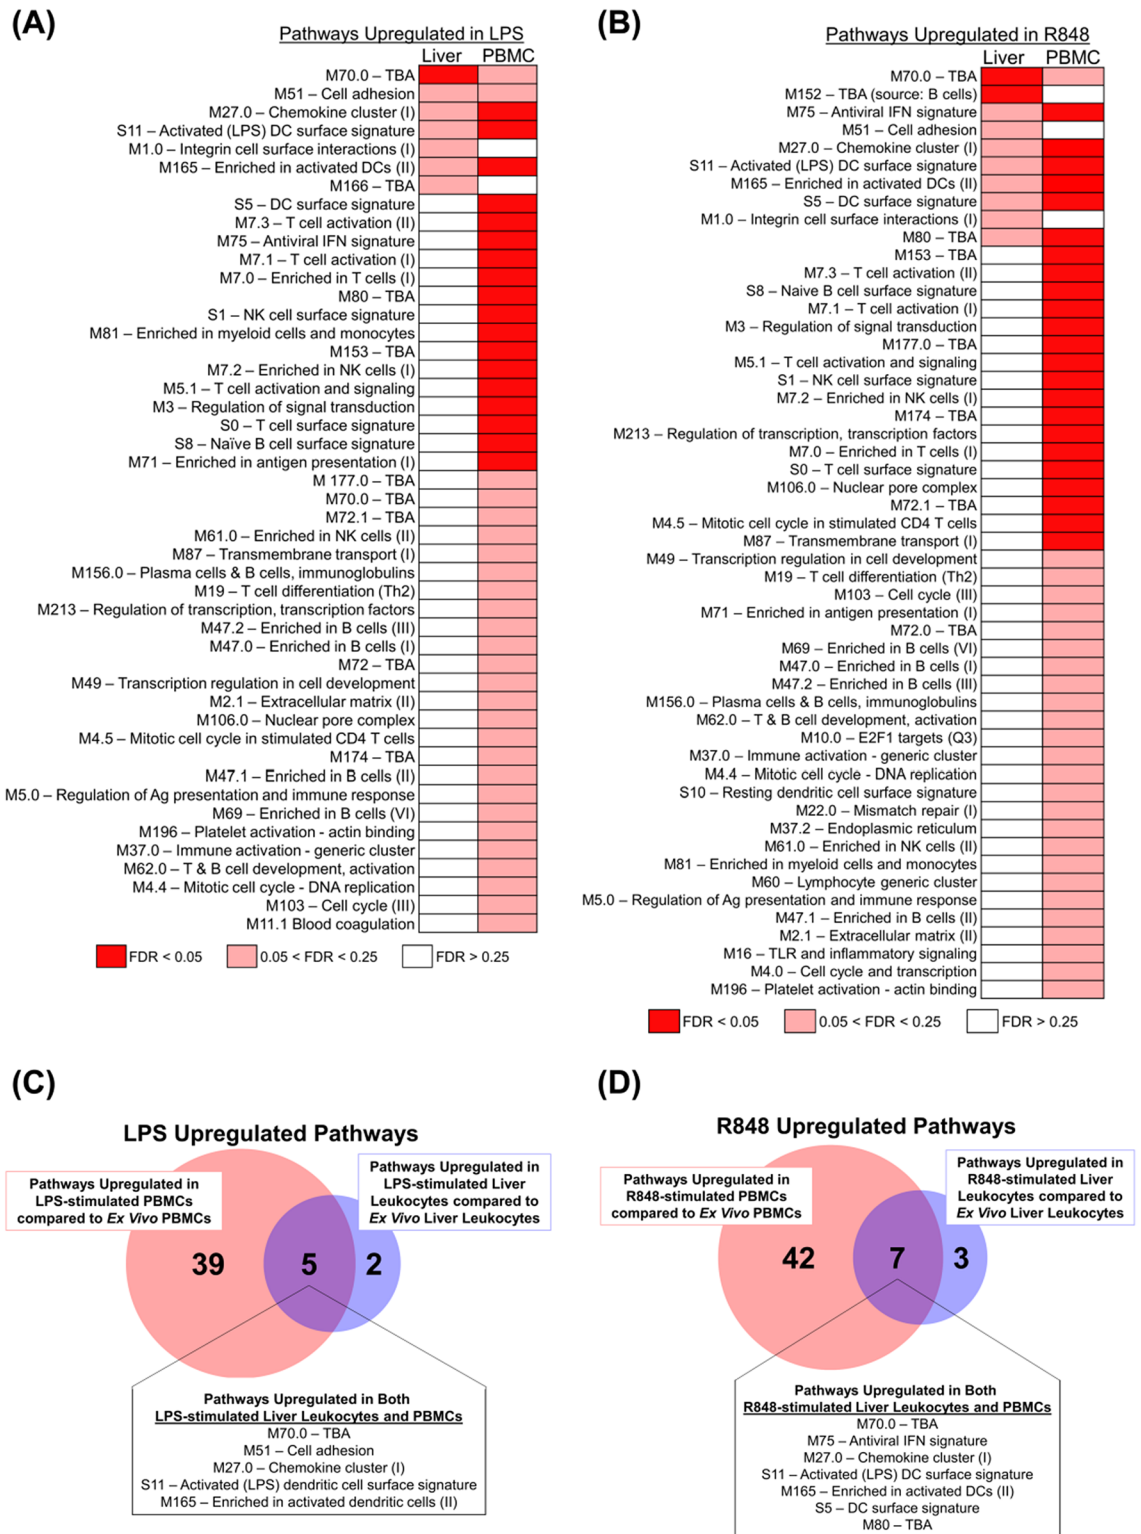 (A)
Pathways Upregulated in LPS
Liver PBMC
M70.0 – TBA
M51 – Cell adhesion
M27.0 – Chemokine cluster (I)
S11 – Activated (LPS) DC surface signature
M1.0 – Integrin cell surface interactions (I)
M165 – Enriched in activated DCs (II)
M166 – TBA
S5 – DC surface signature
M7.3 – T cell activation (II)
M75 – Antiviral IFN signature
M7.1 – T cell activation (I)
M7.0 – Enriched in T cells (I)
M80 – TBA
S1 – NK cell surface signature
M81 – Enriched in myeloid cells and monocytes
M153 – TBA
M7.2 – Enriched in NK cells (I)
M5.1 – T cell activation and signaling
M3 – Regulation of signal transduction
S0 – T cell surface signature
S8 – Naïve B cell surface signature
M71 – Enriched in antigen presentation (I)
M 177.0 – TBA
M70.0 – TBA
M72.1 – TBA
M61.0 – Enriched in NK cells (II)
M87 – Transmembrane transport (I)
M156.0 – Plasma cells & B cells, immunoglobulins
M19 – T cell differentiation (Th2)
M213 – Regulation of transcription, transcription factors
M47.2 – Enriched in B cells (III)
M47.0 – Enriched in B cells (I)
M72 – TBA
M49 – Transcription regulation in cell development
M2.1 – Extracellular matrix (II)
M106.0 – Nuclear pore complex
M4.5 – Mitotic cell cycle in stimulated CD4 T cells
M174 – TBA
M47.1 – Enriched in B cells (II)
M5.0 – Regulation of Ag presentation and immune response
M69 – Enriched in B cells (VI)
M196 – Platelet activation - actin binding
M37.0 – Immune activation - generic cluster
M62.0 – T & B cell development, activation
M4.4 – Mitotic cell cycle - DNA replication
M103 – Cell cycle (III)
M11.1 Blood coagulation
FDR < 0.05 0.05 < FDR < 0.25 FDR > 0.25
(B)
Pathways Upregulated in R848
Liver PBMC
M70.0 – TBA
M152 – TBA (source: B cells)
M75 – Antiviral IFN signature
M51 – Cell adhesion
M27.0 – Chemokine cluster (I)
S11 – Activated (LPS) DC surface signature
M165 – Enriched in activated DCs (II)
S5 – DC surface signature
M1.0 – Integrin cell surface interactions (I)
M80 – TBA
M153 – TBA
M7.3 – T cell activation (II)
S8 – Naive B cell surface signature
M7.1 – T cell activation (I)
M3 – Regulation of signal transduction
M177.0 – TBA
M5.1 – T cell activation and signaling
S1 – NK cell surface signature
M7.2 – Enriched in NK cells (I)
M174 – TBA
M213 – Regulation of transcription, transcription factors
M7.0 – Enriched in T cells (I)
S0 – T cell surface signature
M106.0 – Nuclear pore complex
M72.1 – TBA
M4.5 – Mitotic cell cycle in stimulated CD4 T cells
M87 – Transmembrane transport (I)
M49 – Transcription regulation in cell development
M19 – T cell differentiation (Th2)
M103 – Cell cycle (III)
M71 – Enriched in antigen presentation (I)
M72.0 – TBA
M69 – Enriched in B cells (VI)
M47.0 – Enriched in B cells (I)
M47.2 – Enriched in B cells (III)
M156.0 – Plasma cells & B cells, immunoglobulins
M62.0 – T & B cell development, activation
M10.0 – E2F1 targets (Q3)
M37.0 – Immune activation - generic cluster
M4.4 – Mitotic cell cycle - DNA replication
S10 – Resting dendritic cell surface signature
M22.0 – Mismatch repair (I)
M37.2 – Endoplasmic reticulum
M61.0 – Enriched in NK cells (II)
M81 – Enriched in myeloid cells and monocytes
M60 – Lymphocyte generic cluster
M5.0 – Regulation of Ag presentation and immune response
M47.1 – Enriched in B cells (II)
M2.1 – Extracellular matrix (II)
M16 – TLR and inflammatory signaling
M4.0 – Cell cycle and transcription
M196 – Platelet activation - actin binding
FDR < 0.05 0.05 < FDR < 0.25 FDR > 0.25
(C)
LPS Upregulated Pathways
Pathways Upregulated in
LPS-stimulated PBMCs
compared to Ex Vivo PBMCs
Pathways Upregulated in
LPS-stimulated Liver
Leukocytes compared to
Ex Vivo Liver Leukocytes
39 5 2
Pathways Upregulated in Both
LPS-stimulated Liver Leukocytes and PBMCs
M70.0 – TBA
M51 – Cell adhesion
M27.0 – Chemokine cluster (I)
S11 – Activated (LPS) dendritic cell surface signature
M165 – Enriched in activated dendritic cells (II)
(D)
R848 Upregulated Pathways
Pathways Upregulated in
R848-stimulated PBMCs
compared to Ex Vivo PBMCs
Pathways Upregulated in
R848-stimulated Liver
Leukocytes compared to
Ex Vivo Liver Leukocytes
42 7 3
Pathways Upregulated in Both
R848-stimulated Liver Leukocytes and PBMCs
M70.0 – TBA
M75 – Antiviral IFN signature
M27.0 – Chemokine cluster (I)
S11 – Activated (LPS) DC surface signature
M165 – Enriched in activated DCs (II)
S5 – DC surface signature
M80 – TBA